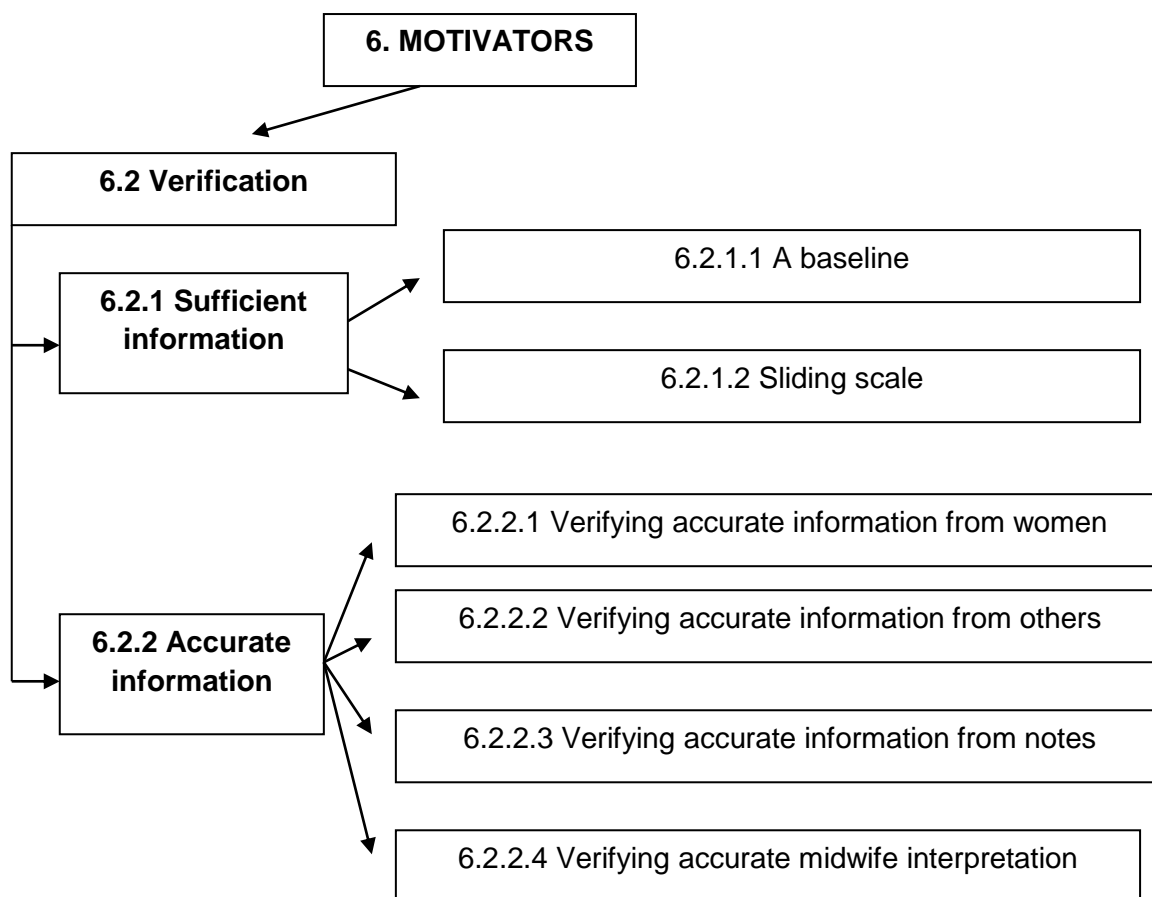 6. MOTIVATORS
6.2 Verification
6.2.1 Sufficient
information
6.2.1.1 A baseline
6.2.1.2 Sliding scale
6.2.2 Accurate
information
6.2.2.1 Verifying accurate information from women
6.2.2.2 Verifying accurate information from others
6.2.2.3 Verifying accurate information from notes
6.2.2.4 Verifying accurate midwife interpretation